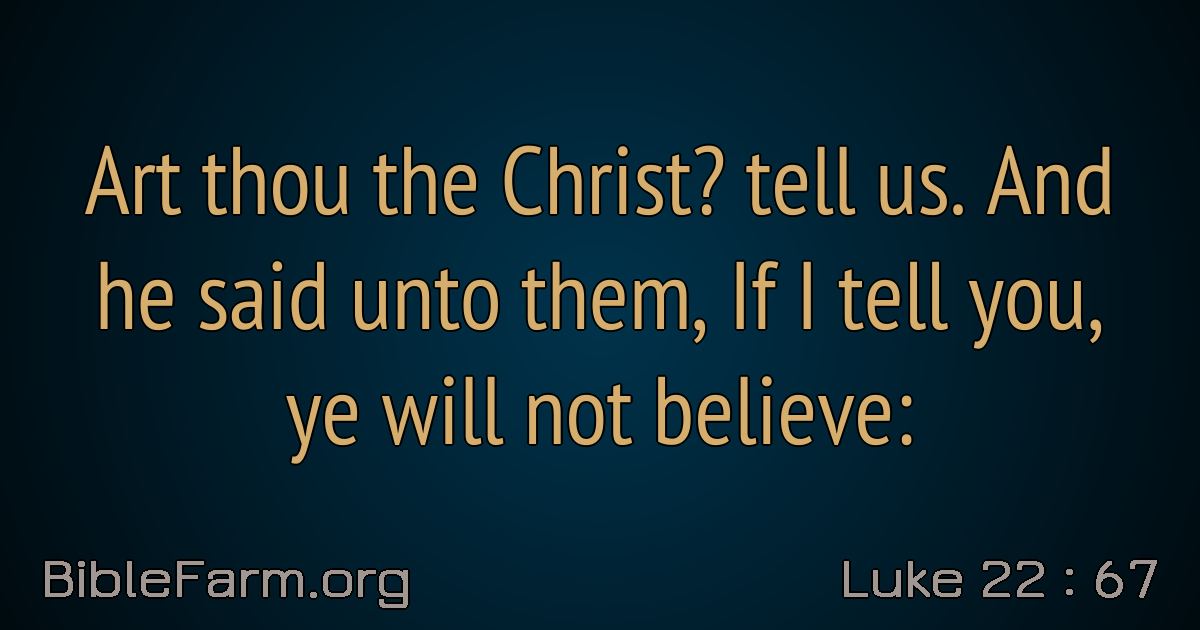 Art thou the Christ? tell us. And
he said unto them, If I tell you,
ye will not believe:
BibleFarm.org
Luke 22 : 67